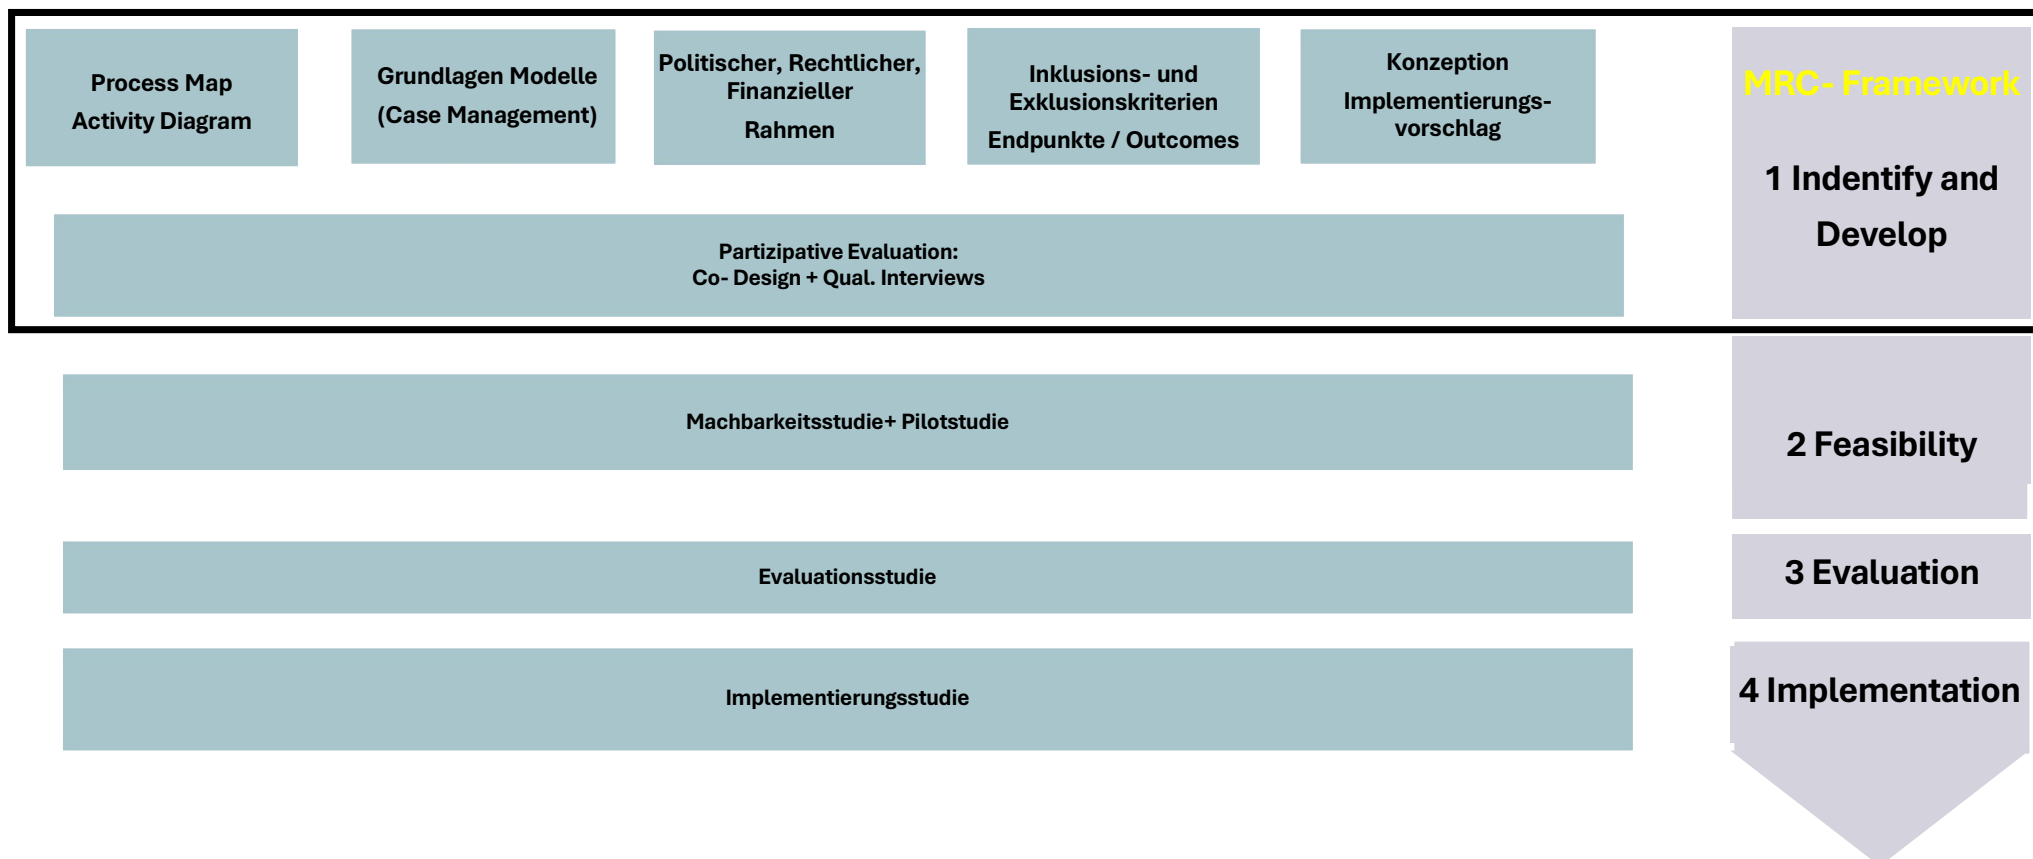 Process Map
Activity Diagram
Grundlagen Modelle
(Case Management)
Politischer, Rechtlicher,
Finanzieller
Rahmen
Inklusions- und
Exklusionskriterien
Endpunkte / Outcomes
Konzeption
Implementierungs-
vorschlag
MRC- Framework
1 Indentify and
Develop
Partizipative Evaluation:
Co- Design + Qual. Interviews
Machbarkeitsstudie+ Pilotstudie
2 Feasibility
Evaluationsstudie
3 Evaluation
Implementierungsstudie
4 Implementation